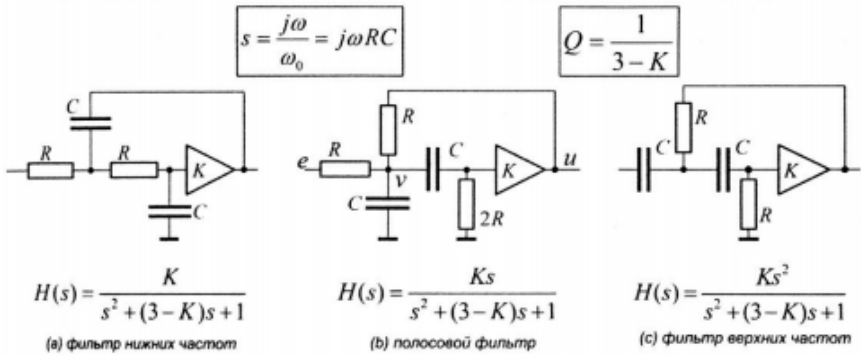 s = jω/ω₀ = jωRC
Q = 1/(3 − K)
C
R
R
K
C
R
e
R
v
C
C
2R
K
u
C
R
C
R
K
H(s) = K/(s² + (3 − K)s + 1)
H(s) = Ks/(s² + (3 − K)s + 1)
H(s) = Ks²/(s² + (3 − K)s + 1)
(a) фильтр нижних частот
(b) полосовой фильтр
(c) фильтр верхних частот